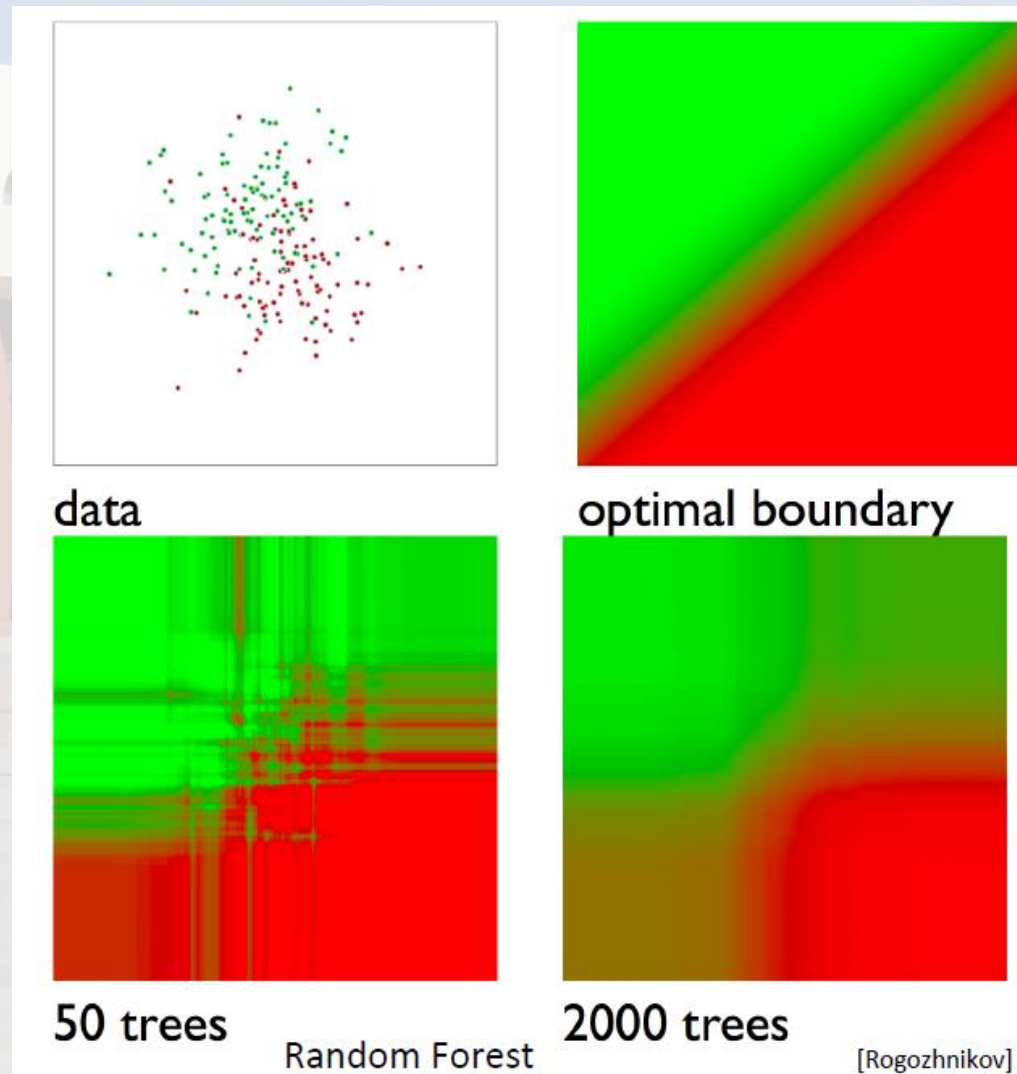 data
optimal boundary
50 trees
2000 trees
Random Forest
[Rogozhnikov]